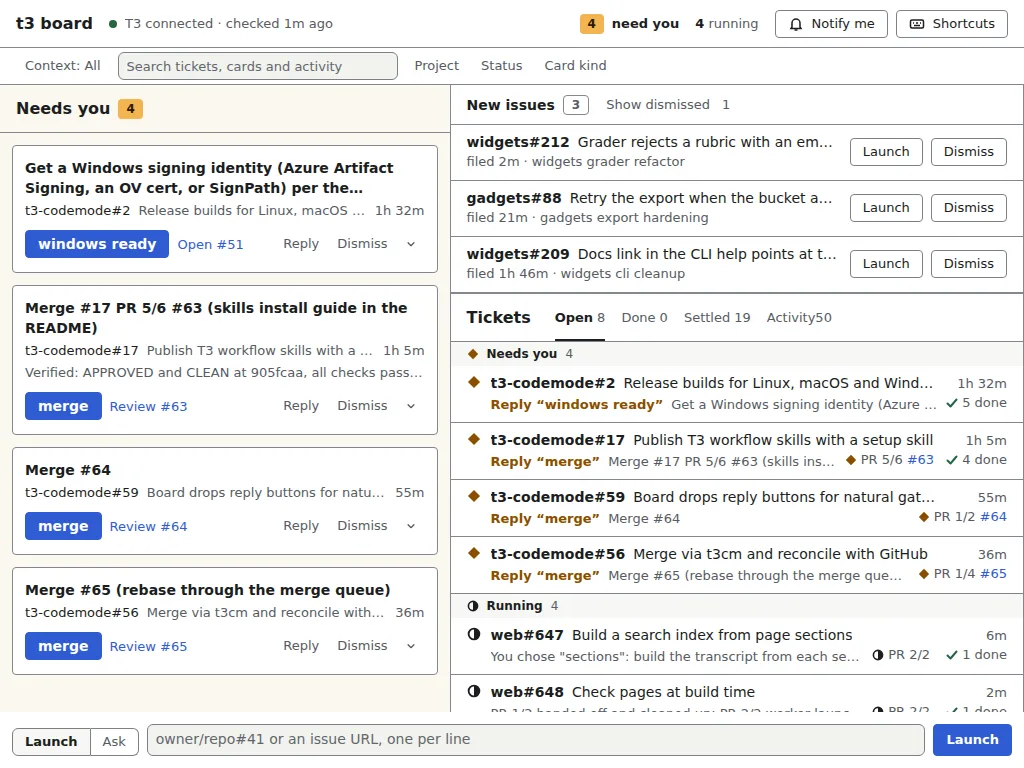 t3 board
T3 connected · checked 1m ago
4 need you
4 running
Notify me
Shortcuts
Context: All
Search tickets, cards and activity
Project
Status
Card kind
Needs you 4
Get a Windows signing identity (Azure Artifact
Signing, an OV cert, or SignPath) per the…
t3-codemode#2 Release builds for Linux, macOS … 1h 32m
windows ready
Open #51
Reply
Dismiss
Merge #17 PR 5/6 #63 (skills install guide in the
README)
t3-codemode#17 Publish T3 workflow skills with a … 1h 5m
Verified: APPROVED and CLEAN at 905fcaa, all checks pass…
merge
Review #63
Reply
Dismiss
Merge #64
t3-codemode#59 Board drops reply buttons for natu… 55m
merge
Review #64
Reply
Dismiss
Merge #65 (rebase through the merge queue)
t3-codemode#56 Merge via t3cm and reconcile with… 36m
merge
Review #65
Reply
Dismiss
New issues 3
Show dismissed 1
widgets#212 Grader rejects a rubric with an em…
filed 2m · widgets grader refactor
Launch
Dismiss
gadgets#88 Retry the export when the bucket a…
filed 21m · gadgets export hardening
Launch
Dismiss
widgets#209 Docs link in the CLI help points at t…
filed 1h 46m · widgets cli cleanup
Launch
Dismiss
Tickets
Open 8
Done 0
Settled 19
Activity50
Needs you 4
t3-codemode#2 Release builds for Linux, macOS and Wind… 1h 32m
Reply “windows ready” Get a Windows signing identity (Azure … 5 done
t3-codemode#17 Publish T3 workflow skills with a setup skill 1h 5m
Reply “merge” Merge #17 PR 5/6 #63 (skills ins… PR 5/6 #63 4 done
t3-codemode#59 Board drops reply buttons for natural gat… 55m
Reply “merge” Merge #64 PR 1/2 #64
t3-codemode#56 Merge via t3cm and reconcile with GitHub 36m
Reply “merge” Merge #65 (rebase through the merge que… PR 1/4 #65
Running 4
web#647 Build a search index from page sections 6m
You chose "sections": build the transcript from each se… PR 2/2 1 done
web#648 Check pages at build time 2m
PR 2/2 1 done
Launch
Ask
owner/repo#41 or an issue URL, one per line
Launch